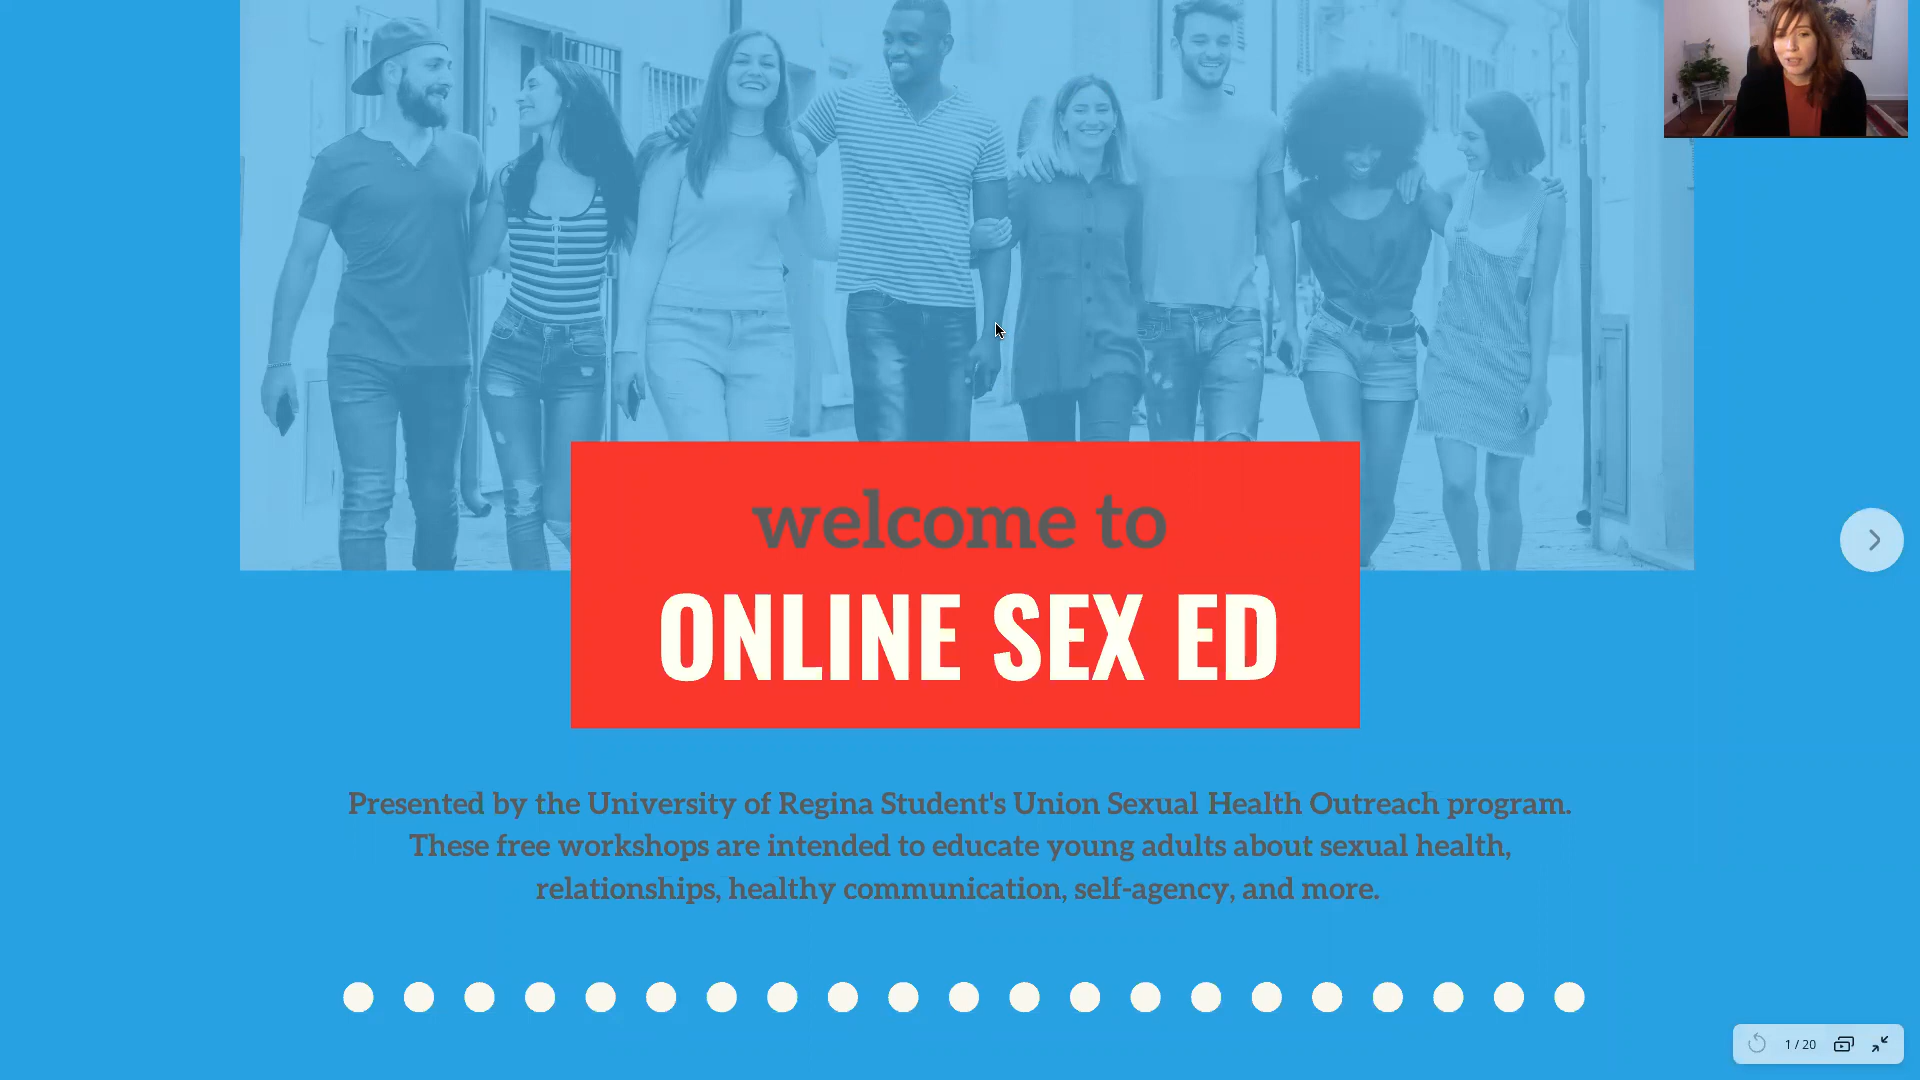 welcome to
ONLINE SEX ED
Presented by the University of Regina Student's Union Sexual Health Outreach program.
These free workshops are intended to educate young adults about sexual health,
relationships, healthy communication, self-agency, and more.
1 / 20